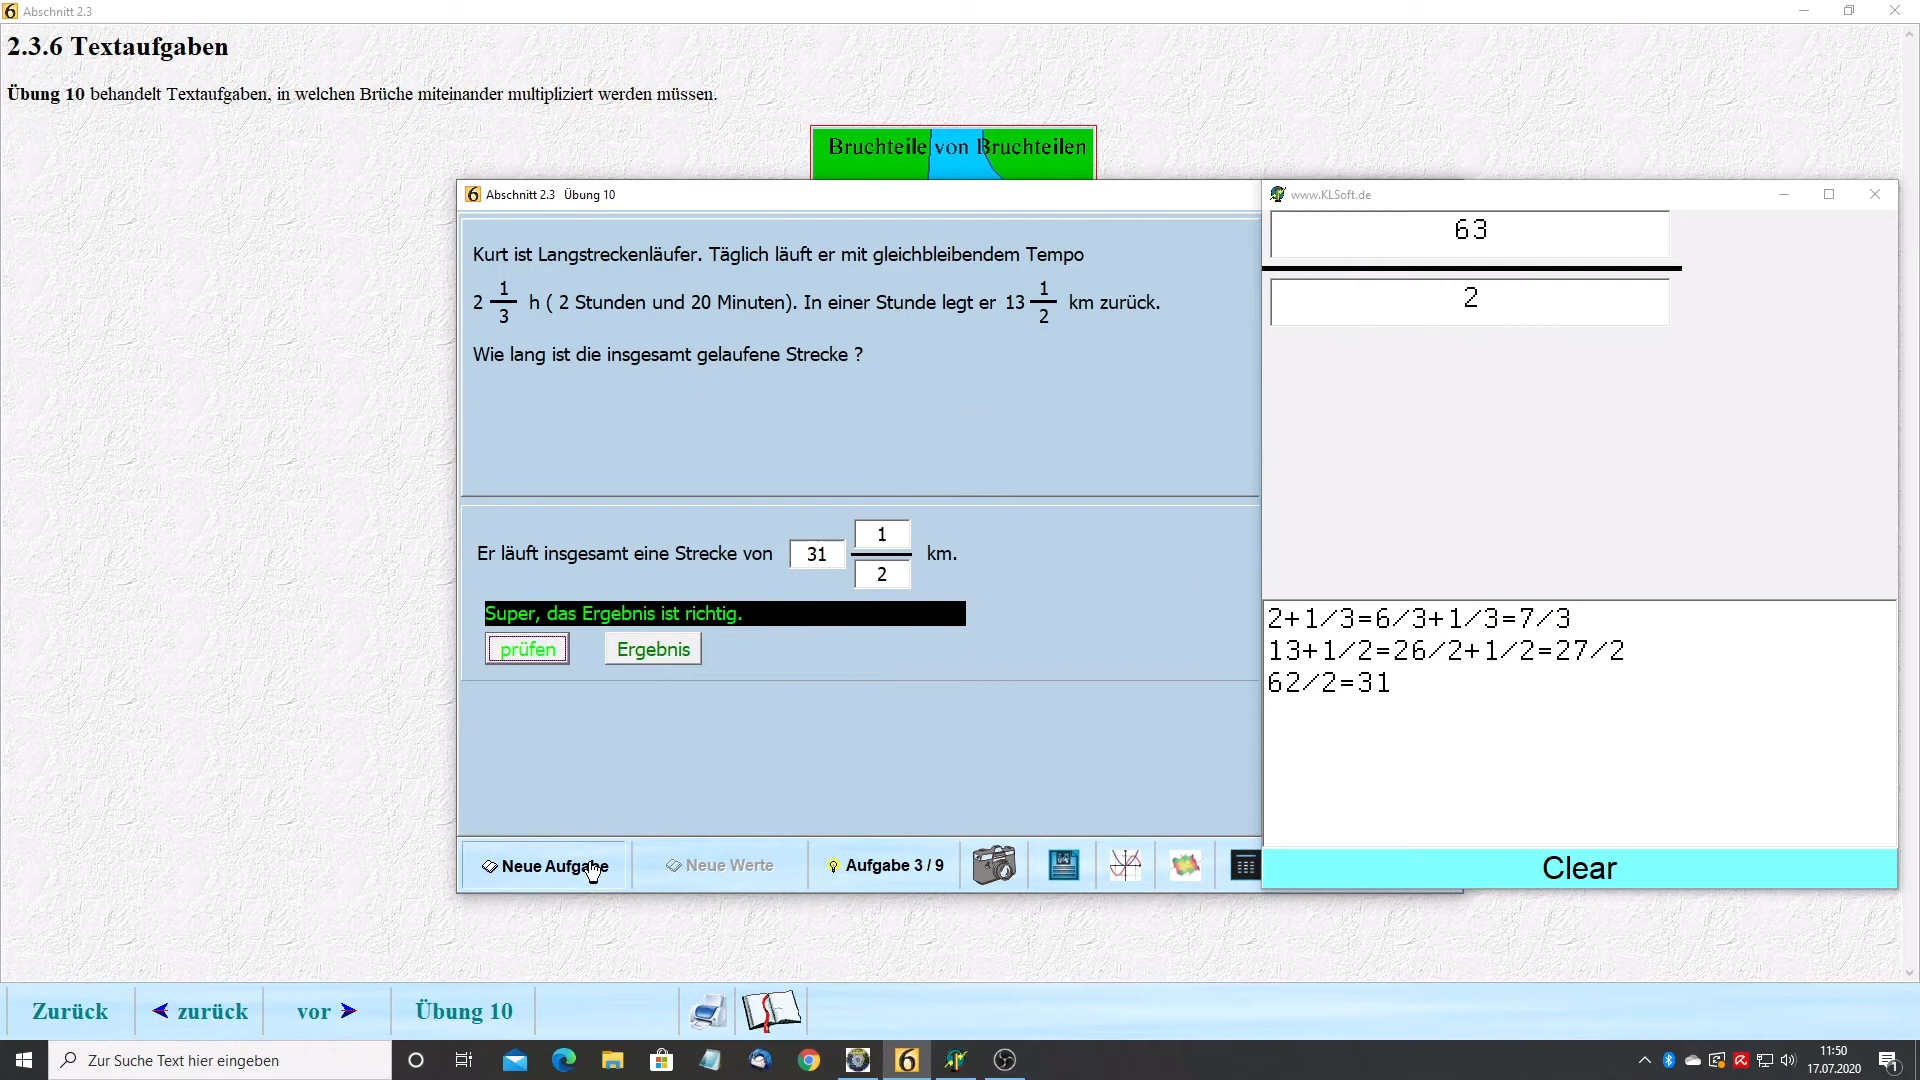 Abschnitt 2.3
2.3.6 Textaufgaben
Übung 10 behandelt Textaufgaben, in welchen Brüche miteinander multipliziert werden müssen.
Bruchteile von Bruchteilen
6 Abschnitt 2.3 Übung 10
Kurt ist Langstreckenläufer. Täglich läuft er mit gleichbleibendem Tempo
2 1/3 h ( 2 Stunden und 20 Minuten). In einer Stunde legt er 13 1/2 km zurück.
Wie lang ist die insgesamt gelaufene Strecke ?
Er läuft insgesamt eine Strecke von 31 1/2 km.
Super, das Ergebnis ist richtig.
prüfen Ergebnis
Neue Aufgabe Neue Werte Aufgabe 3 / 9
www.KLSoft.de
63
2
2+1/3=6/3+1/3=7/3
13+1/2=26/2+1/2=27/2
62/2=31
Clear
Zurück zurück vor Übung 10
Zur Suche Text hier eingeben
11:50
17.07.2020
1